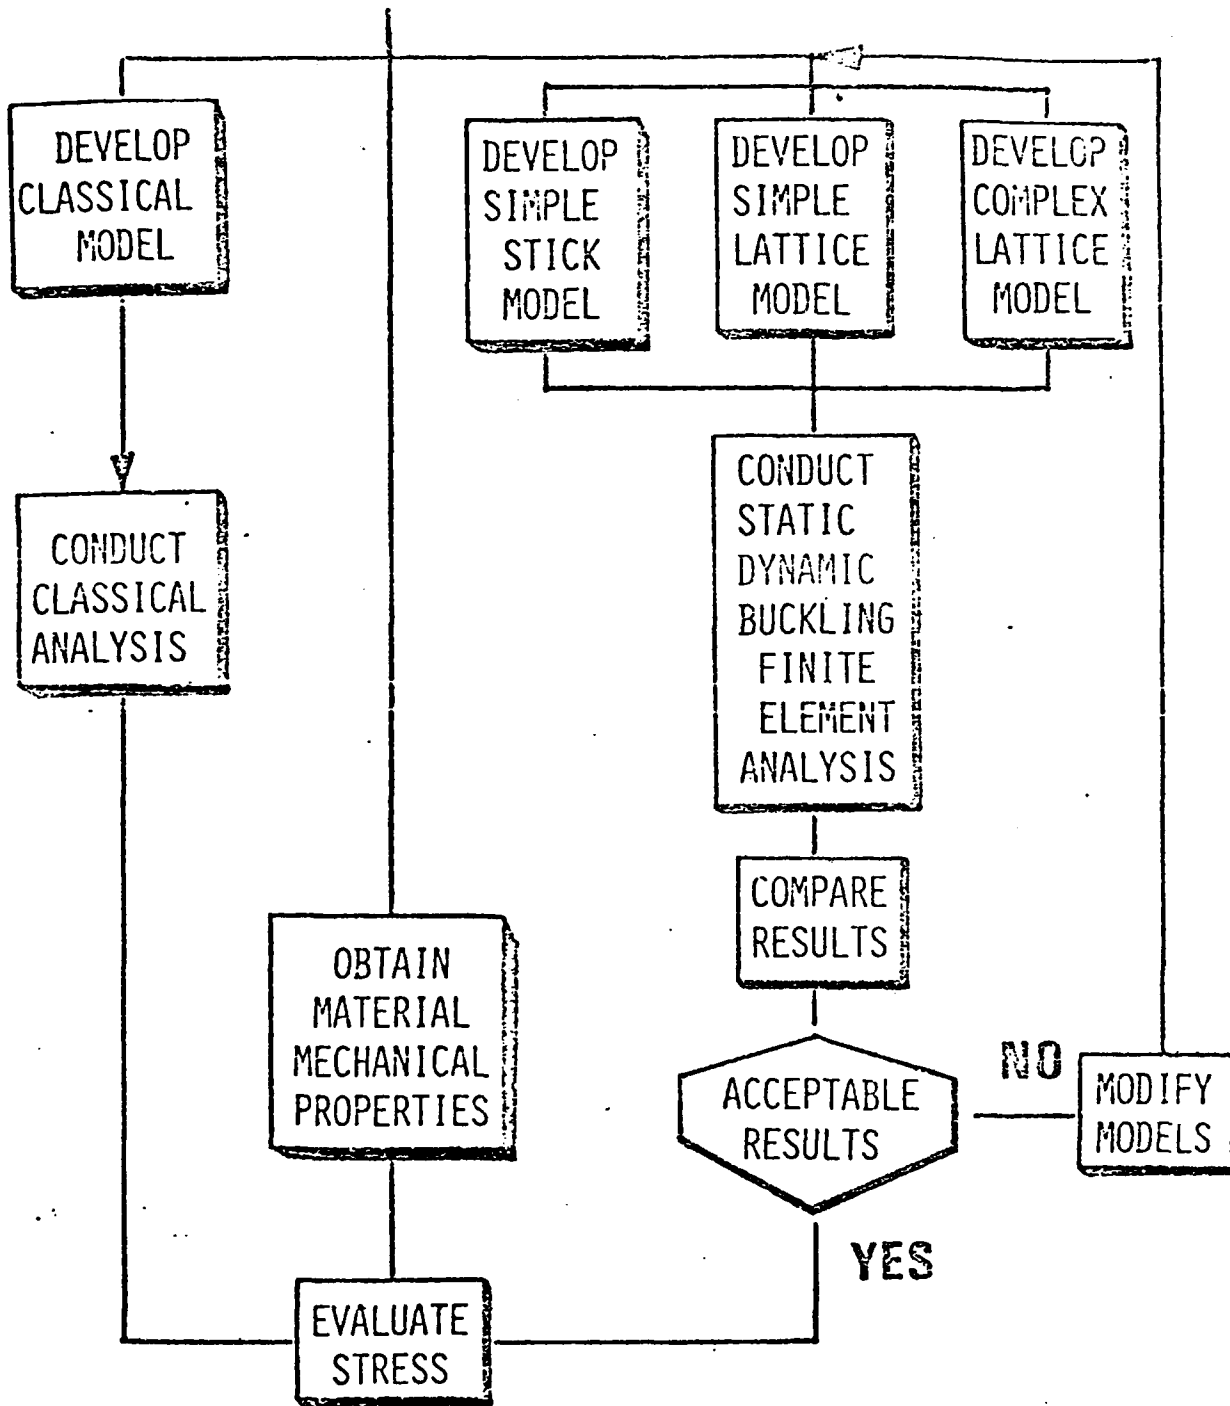 DEVELOP
CLASSICAL
MODEL
DEVELOP
SIMPLE
STICK
MODEL
DEVELOP
SIMPLE
LATTICE
MODEL
DEVELOP
COMPLEX
LATTICE
MODEL
CONDUCT
CLASSICAL
ANALYSIS
CONDUCT
STATIC
DYNAMIC
BUCKLING
FINITE
ELEMENT
ANALYSIS
COMPARE
RESULTS
OBTAIN
MATERIAL
MECHANICAL
PROPERTIES
ACCEPTABLE
RESULTS
NO
MODIFY
MODELS
YES
EVALUATE
STRESS